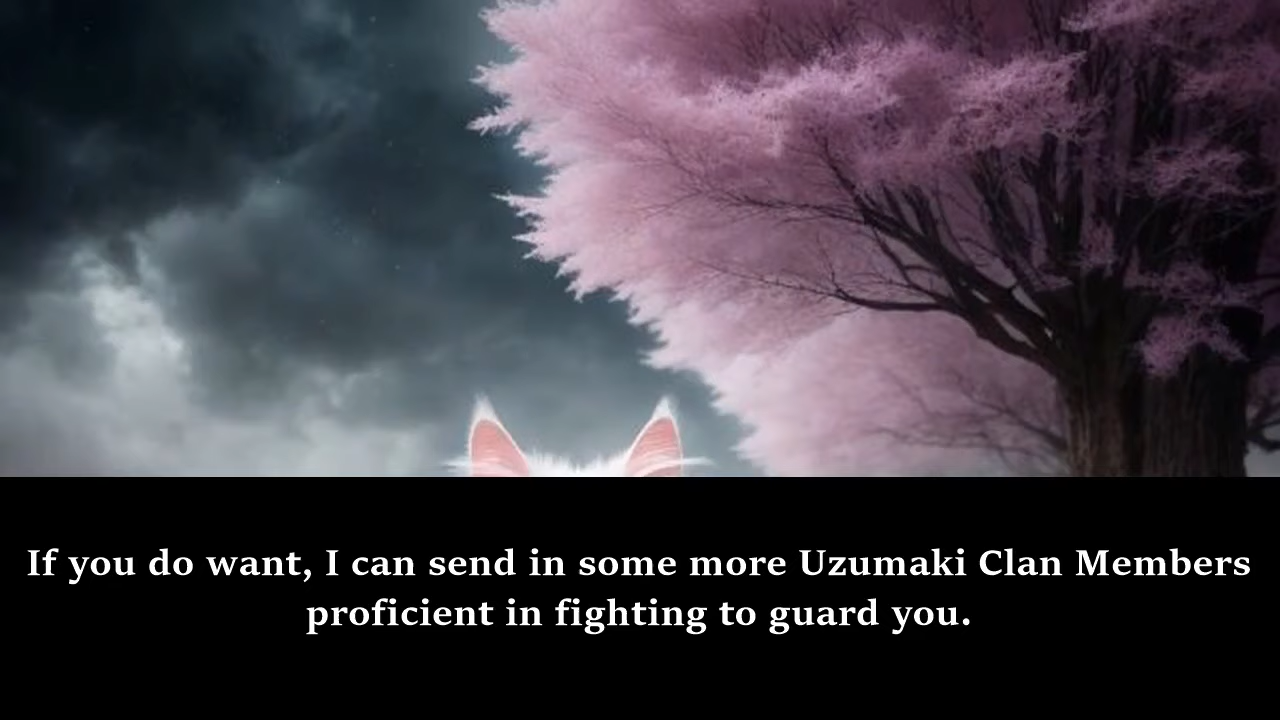 If you do want, I can send in some more Uzumaki Clan Members
proficient in fighting to guard you.